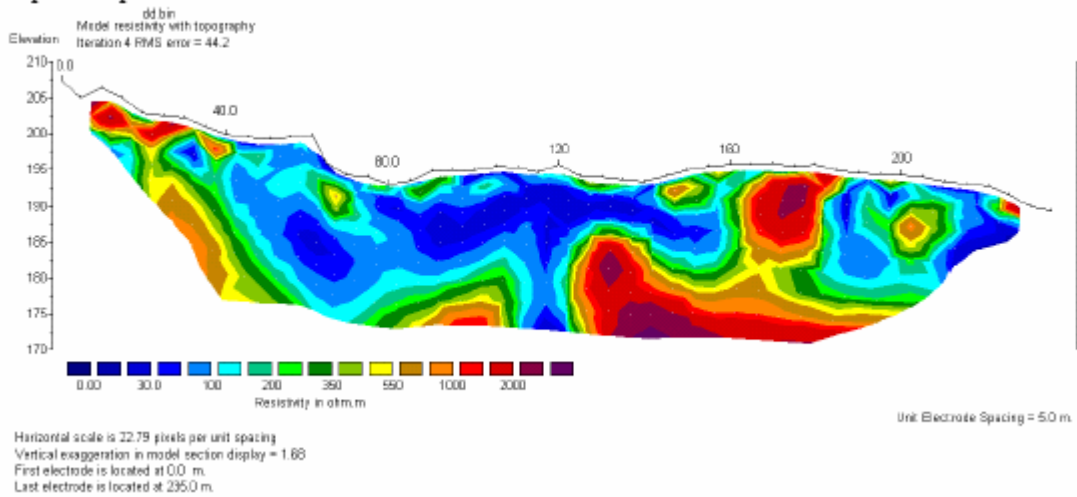 dd.bin
Model resistivity with topography
Elevation
Iteration 4 RMS error = 44.2
210
0.0
205
40.0
200
80.0
120
160
200
195
190
185
180
175
170
0.00 30.0 100 200 350 550 1000 2000
Resistivity in ohm.m
Unit Electrode Spacing = 5.0 m.
Horizontal scale is 22.79 pixels per unit spacing
Vertical exaggeration in model section display = 1.68
First electrode is located at 0.0 m.
Last electrode is located at 235.0 m.